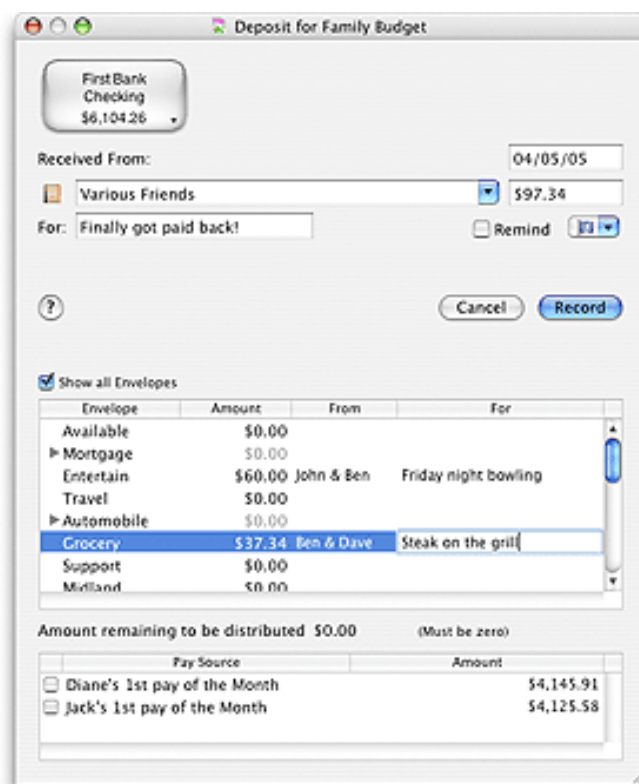 Deposit for Family Budget
First Bank
Checking
$6,104.26
Received From:
04/05/05
Various Friends
$97.34
For: Finally got paid back!
Remind
?
Cancel Record
Show all Envelopes
Envelope Amount From For
Available $0.00
Mortgage $0.00
Entertain $60.00 John & Ben Friday night bowling
Travel $0.00
Automobile $0.00
Grocery $37.34 Ben & Dave Steak on the grill
Support $0.00
Midland $0.00
Amount remaining to be distributed $0.00 (Must be zero)
Pay Source Amount
Diane's 1st pay of the Month $4,145.91
Jack's 1st pay of the Month $4,125.58